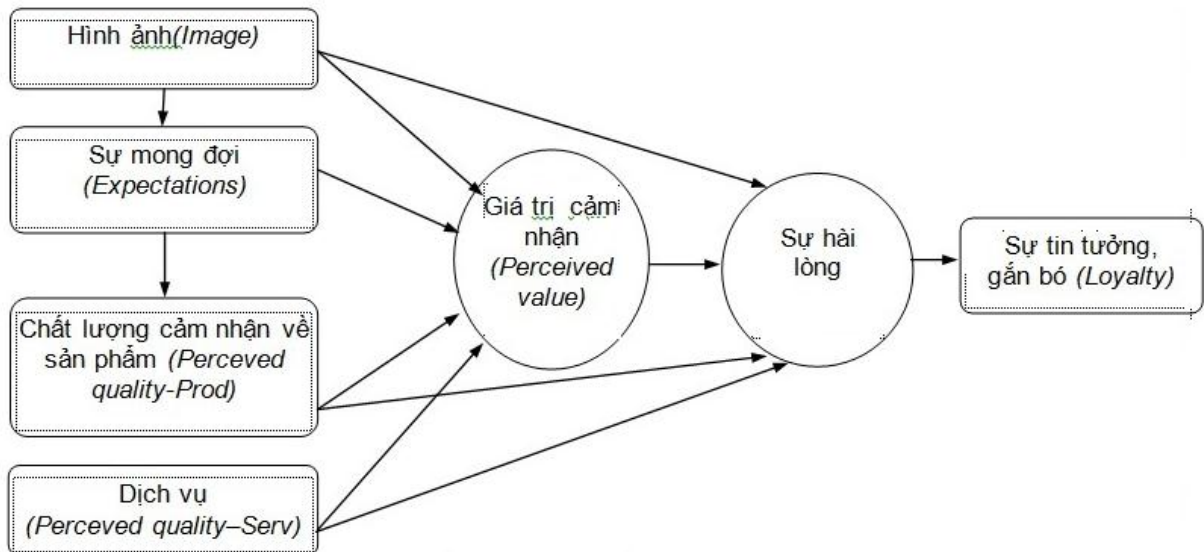 Hình ảnh(Image)
Sự mong đợi
(Expectations)
Chất lượng cảm nhận về
sản phẩm (Perceved
quality-Prod)
Dịch vụ
(Perceved quality–Serv)
Giá trị cảm
nhận
(Perceived
value)
Sự hài
lòng
Sự tin tưởng,
gắn bó (Loyalty)